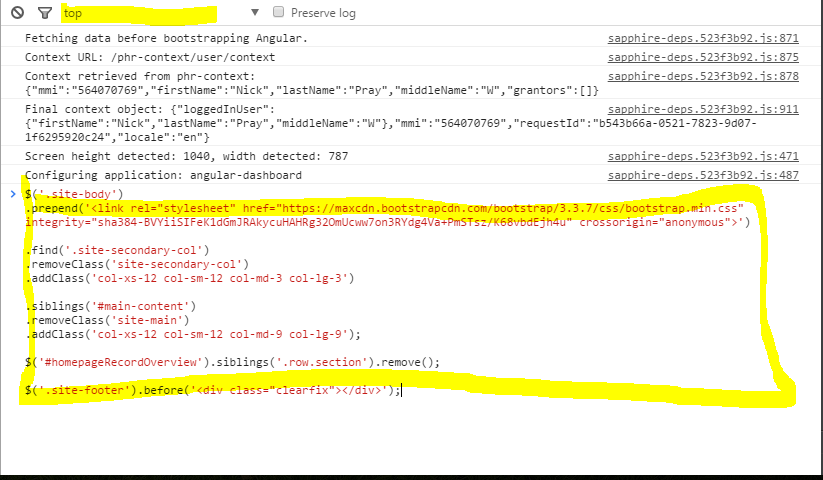 top ▼ Preserve log
Fetching data before bootstrapping Angular. sapphire-deps.523f3b92.js:871
Context URL: /phr-context/user/context sapphire-deps.523f3b92.js:875
Context retrieved from phr-context: sapphire-deps.523f3b92.js:878
{"mmi":"564070769","firstName":"Nick","lastName":"Pray","middleName":"W","grantors":[]}
Final context object: {"loggedInUser": sapphire-deps.523f3b92.js:911
{"firstName":"Nick","lastName":"Pray","middleName":"W"},"mmi":"564070769","requestId":"b543b66a-0521-7823-9d07-
1f6295920c24","locale":"en"}
Screen height detected: 1040, width detected: 787 sapphire-deps.523f3b92.js:471
Configuring application: angular-dashboard sapphire-deps.523f3b92.js:487
> $('.site-body')
.prepend('<link rel="stylesheet" href="https://maxcdn.bootstrapcdn.com/bootstrap/3.3.7/css/bootstrap.min.css"
integrity="sha384-BVYiiSIFeK1dGmJRAkycuHAHRg32OmUcww7on3RYdg4Va+PmSTsz/K68vbdEjh4u" crossorigin="anonymous">')
.find('.site-secondary-col')
.removeClass('site-secondary-col')
.addClass('col-xs-12 col-sm-12 col-md-3 col-lg-3')
.siblings('#main-content')
.removeClass('site-main')
.addClass('col-xs-12 col-sm-12 col-md-9 col-lg-9');
$('#homepageRecordOverview').siblings('.row.section').remove();
$('.site-footer').before('<div class="clearfix"></div>');